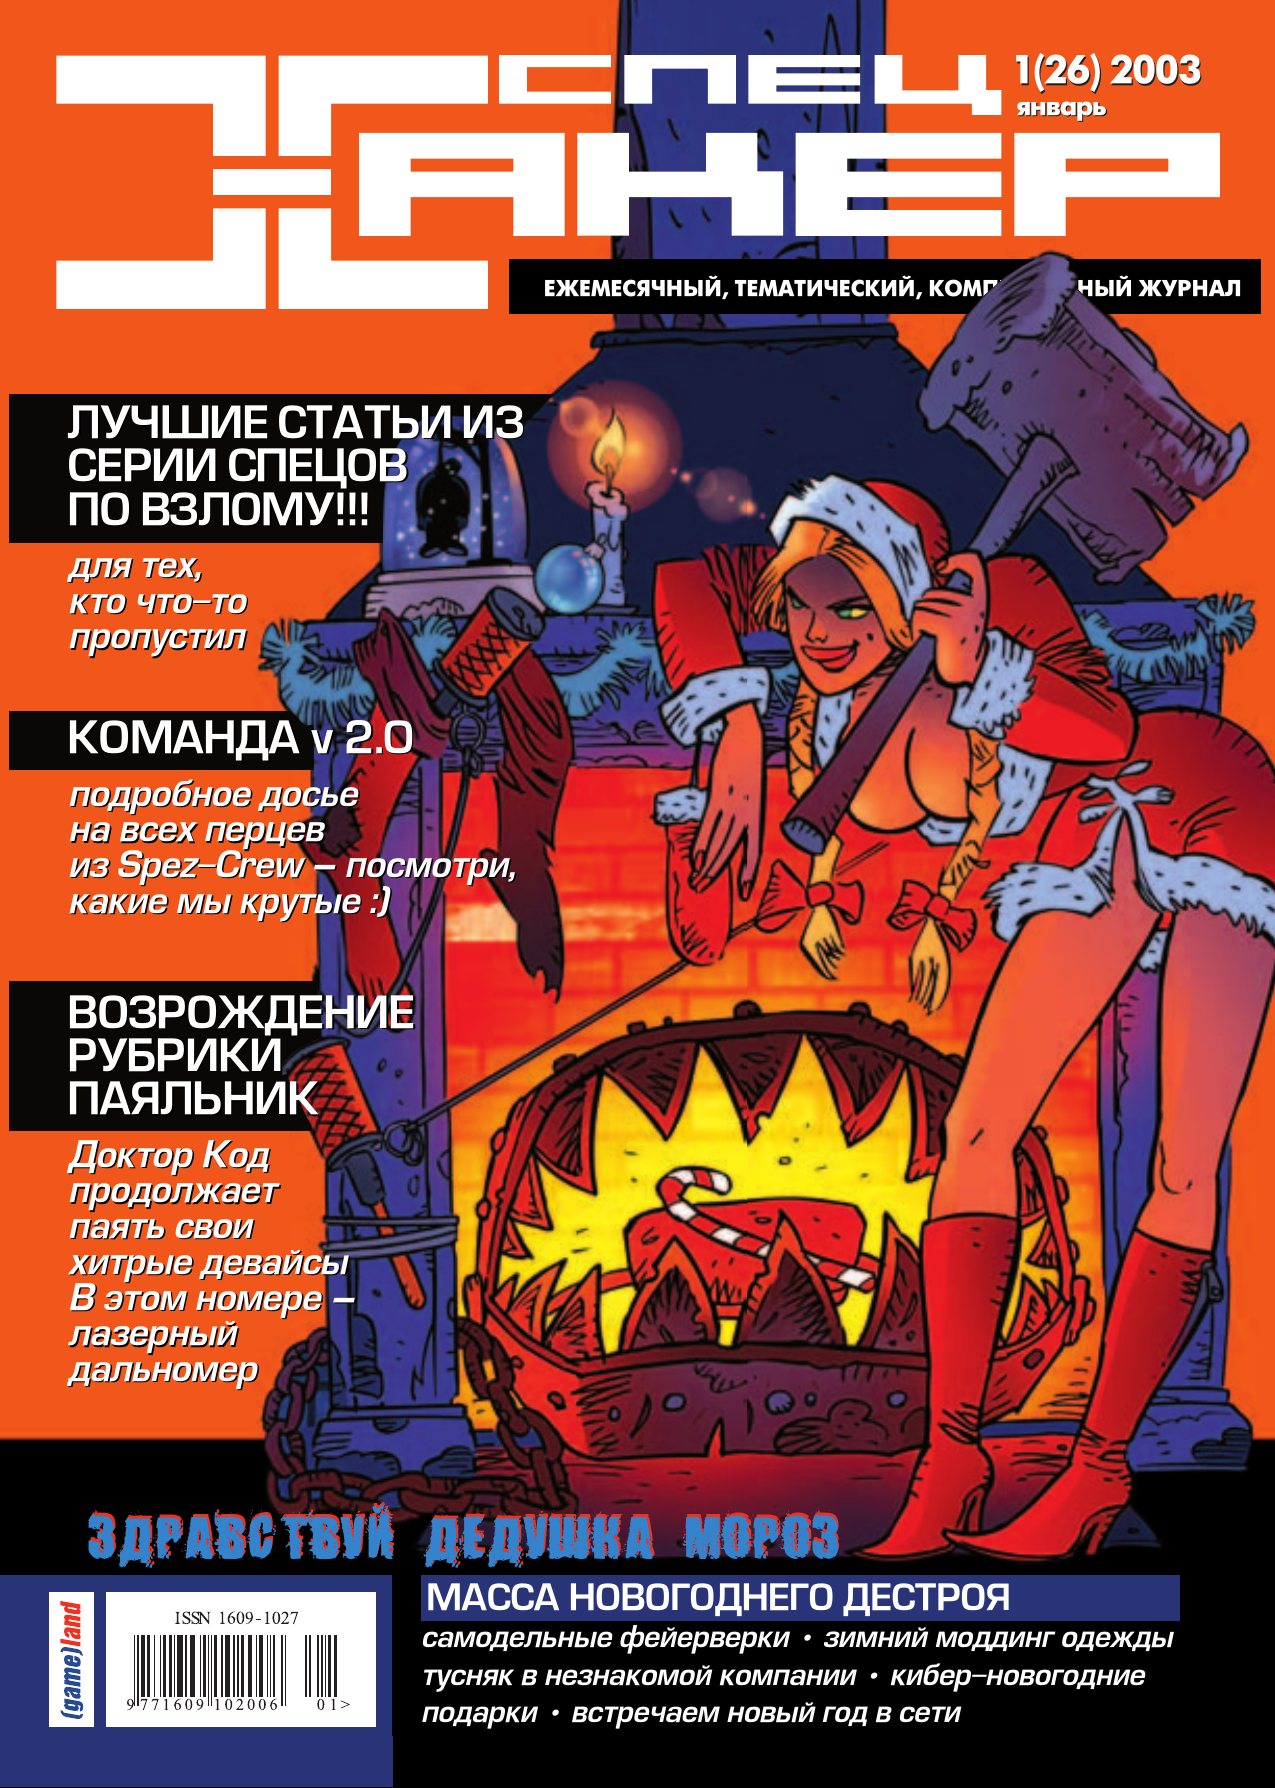 СПЕЦ
ХАКЕР
1(26) 2003
январь
ЕЖЕМЕСЯЧНЫЙ, ТЕМАТИЧЕСКИЙ, ЖУРНАЛ
ЛУЧШИЕ СТАТЬИ ИЗ
СЕРИИ СПЕЦОВ
ПО ВЗЛОМУ!!!
для тех,
кто что–то
пропустил
КОМАНДА v 2.0
подробное досье
на всех перцев
из Spez–Crew – посмотри,
какие мы крутые :)
ВОЗРОЖДЕНИЕ
РУБРИКИ
ПАЯЛЬНИК
Доктор Код
продолжает
паять свои
хитрые девайсы
В этом номере –
лазерный
дальномер
ЗДРАВСТВУЙ ДЕДУШКА МОРОЗ
МАССА НОВОГОДНЕГО ДЕСТРОЯ
самодельные фейерверки • зимний моддинг одежды
тусняк в незнакомой компании • кибер–новогодние
подарки • встречаем новый год в сети
(game)land
ISSN 1609-1027
9 771609 102006 01>